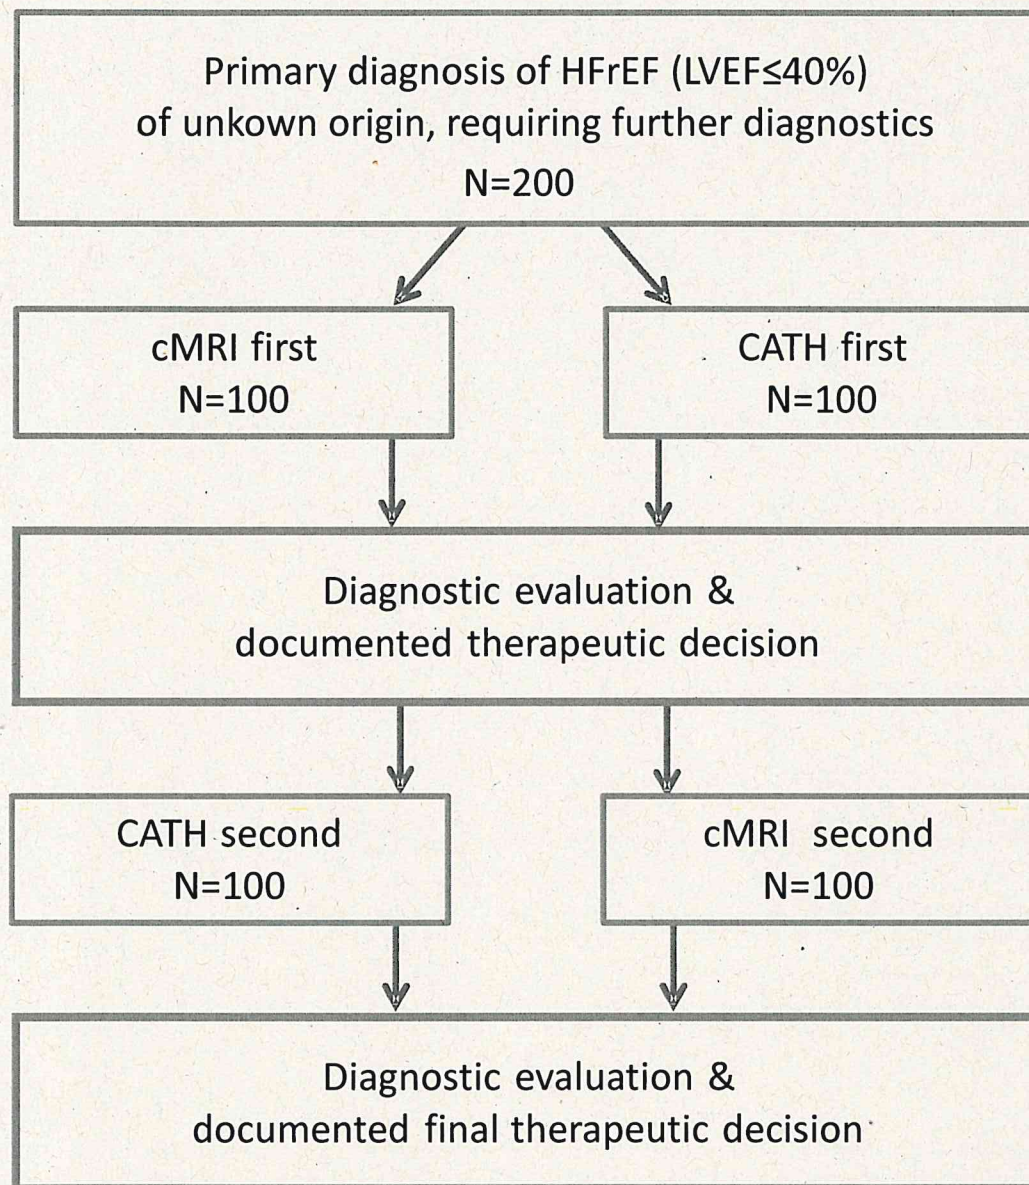 Primary diagnosis of HFrEF (LVEF≤40%)
of unkown origin, requiring further diagnostics
N=200
cMRI first
N=100
CATH first
N=100
Diagnostic evaluation &
documented therapeutic decision
CATH second
N=100
cMRI second
N=100
Diagnostic evaluation &
documented final therapeutic decision